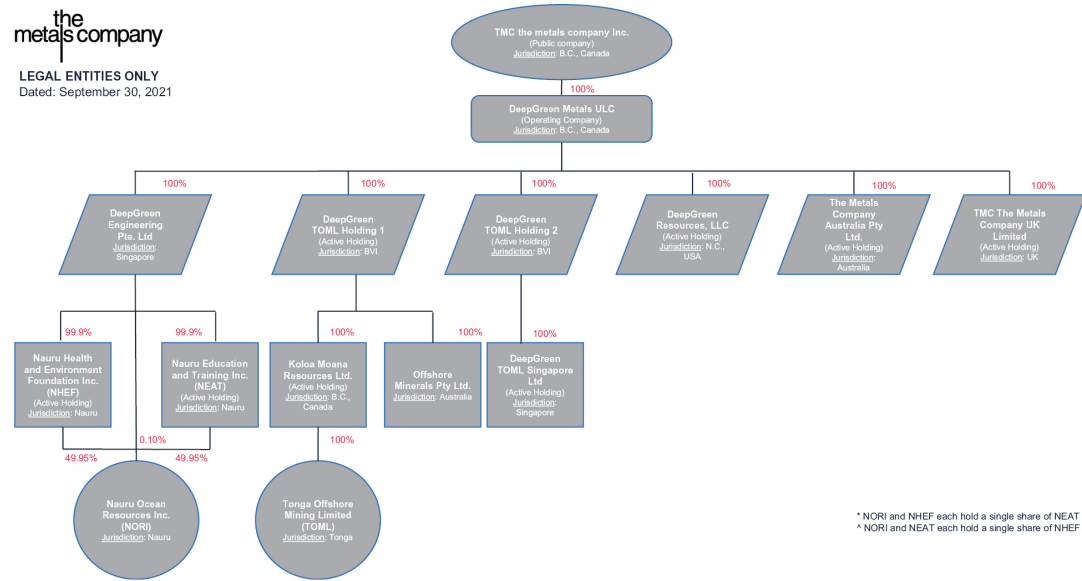 the
metals company
LEGAL ENTITIES ONLY
Dated: September 30, 2021
TMC the metals company Inc.
(Public company)
Jurisdiction: B.C., Canada
100%
DeepGreen Metals ULC
(Operating Company)
Jurisdiction: B.C., Canada
100%
100%
100%
100%
100%
100%
DeepGreen
Engineering
Pte. Ltd
Jurisdiction:
Singapore
DeepGreen
TOML Holding 1
(Active Holding)
Jurisdiction: BVI
DeepGreen
TOML Holding 2
(Active Holding)
Jurisdiction: BVI
DeepGreen
Resources, LLC
(Active Holding)
Jurisdiction: N.C.,
USA
The Metals
Company
Australia Pty
Ltd.
(Active Holding)
Jurisdiction:
Australia
TMC The Metals
Company UK
Limited
(Active Holding)
Jurisdiction: UK
99.9%
99.9%
100%
100%
100%
Nauru Health
and Environment
Foundation Inc.
(NHEF)
(Active Holding)
Jurisdiction: Nauru
Nauru Education
and Training Inc.
(NEAT)
(Active Holding)
Jurisdiction: Nauru
Koloa Moana
Resources Ltd.
(Active Holding)
Jurisdiction: B.C.,
Canada
Offshore
Minerals Pty Ltd.
Jurisdiction: Australia
DeepGreen
TOML Singapore
Ltd
(Active Holding)
Jurisdiction:
Singapore
0.10%
100%
49.95%
49.95%
Nauru Ocean
Resources Inc.
(NORI)
Jurisdiction: Nauru
Tonga Offshore
Mining Limited
(TOML)
Jurisdiction: Tonga
* NORI and NHEF each hold a single share of NEAT
^ NORI and NEAT each hold a single share of NHEF